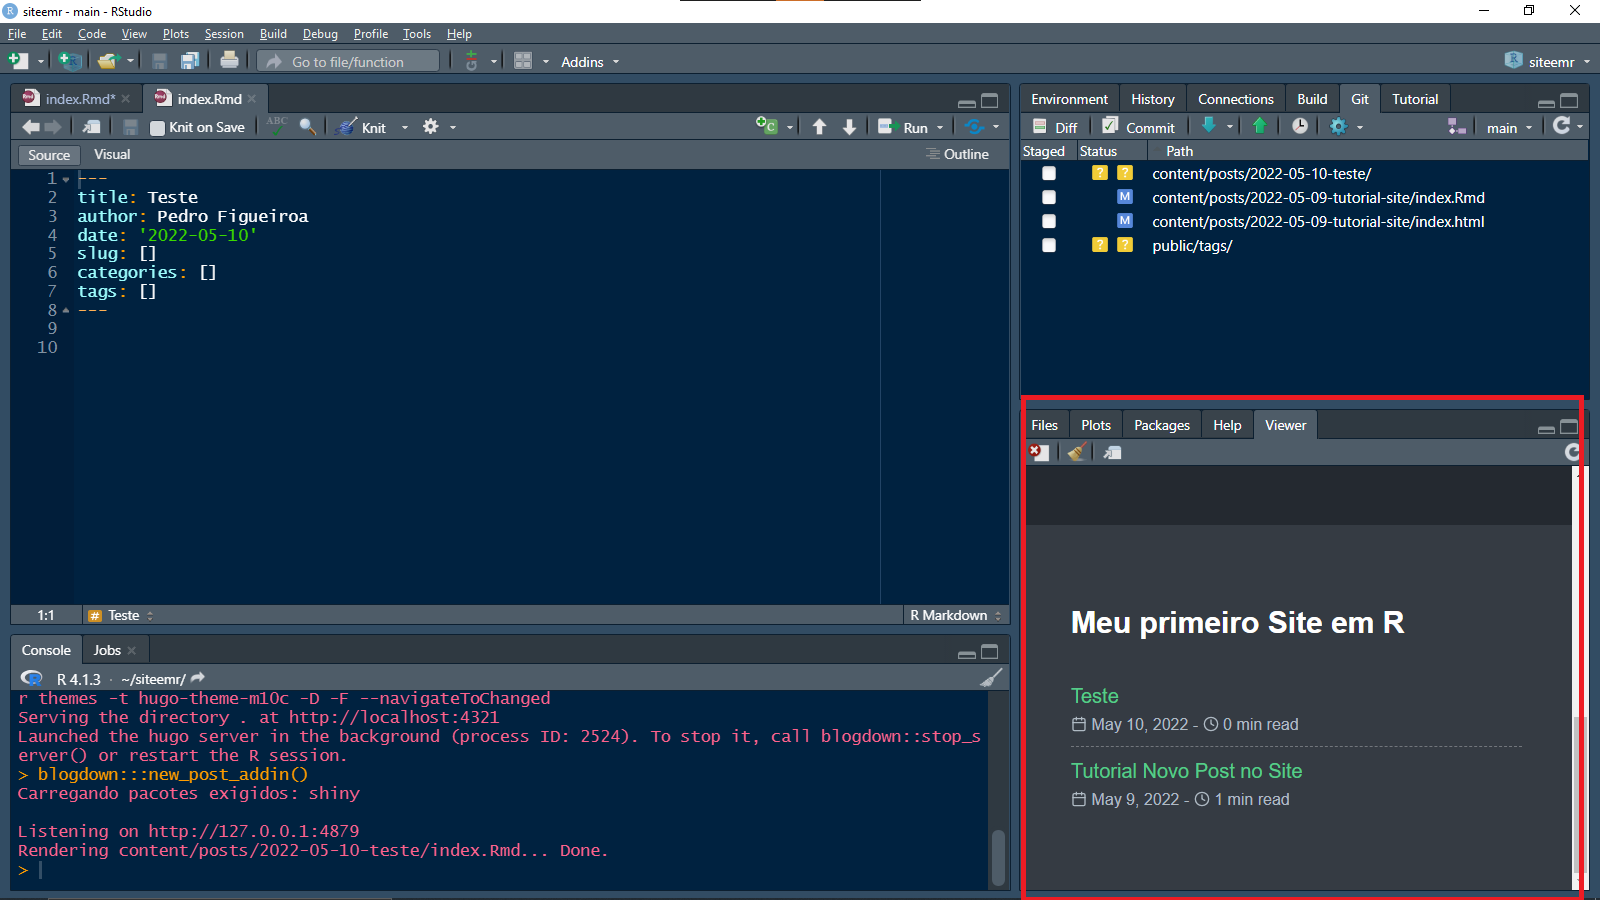 siteemr - main - RStudio
File Edit Code View Plots Session Build Debug Profile Tools Help
Go to file/function Addins siteemr
index.Rmd* index.Rmd
Knit on Save ABC Knit Run
Source Visual Outline
1 ---
2 title: Teste
3 author: Pedro Figueiroa
4 date: '2022-05-10'
5 slug: []
6 categories: []
7 tags: []
8 ---
9
10
1:1 # Teste R Markdown
Console Jobs
R 4.1.3 · ~/siteemr/
r themes -t hugo-theme-m10c -D -F --navigateToChanged
Serving the directory . at http://localhost:4321
Launched the hugo server in the background (process ID: 2524). To stop it, call blogdown::stop_s
erver() or restart the R session.
> blogdown:::new_post_addin()
Carregando pacotes exigidos: shiny
Listening on http://127.0.0.1:4879
Rendering content/posts/2022-05-10-teste/index.Rmd... Done.
>
Environment History Connections Build Git Tutorial
Diff Commit main
Staged Status Path
? ? content/posts/2022-05-10-teste/
M content/posts/2022-05-09-tutorial-site/index.Rmd
M content/posts/2022-05-09-tutorial-site/index.html
? ? public/tags/
Files Plots Packages Help Viewer
Meu primeiro Site em R
Teste
May 10, 2022 - 0 min read
Tutorial Novo Post no Site
May 9, 2022 - 1 min read